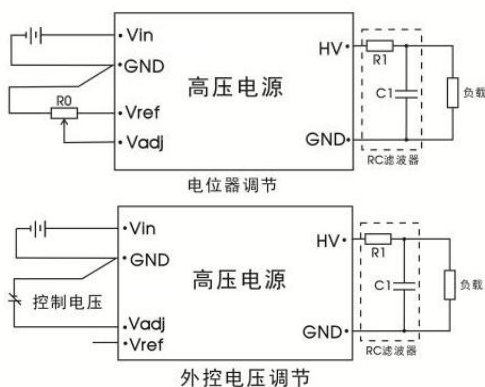 Vin
GND
R0
Vref
Vadj
高压电源
HV
R1
C1
负载
GND
RC滤波器
电位器调节
Vin
GND
控制电压
Vadj
Vref
高压电源
HV
R1
C1
负载
GND
RC滤波器
外控电压调节